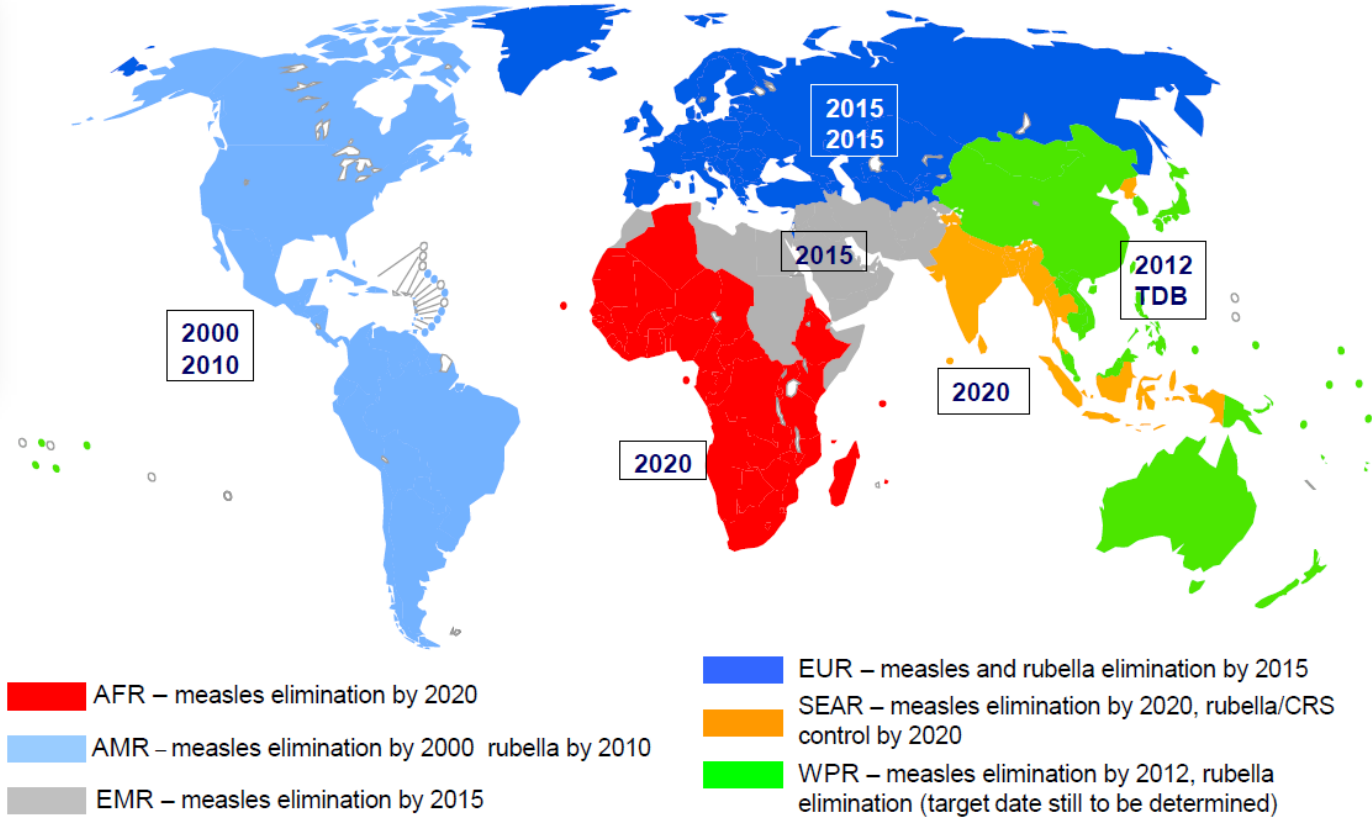 2015
2015
2015
2012
TDB
2000
2010
2020
2020
AFR – measles elimination by 2020
AMR – measles elimination by 2000  rubella by 2010
EMR – measles elimination by 2015
EUR – measles and rubella elimination by 2015
SEAR – measles elimination by 2020, rubella/CRS
control by 2020
WPR – measles elimination by 2012, rubella
elimination (target date still to be determined)